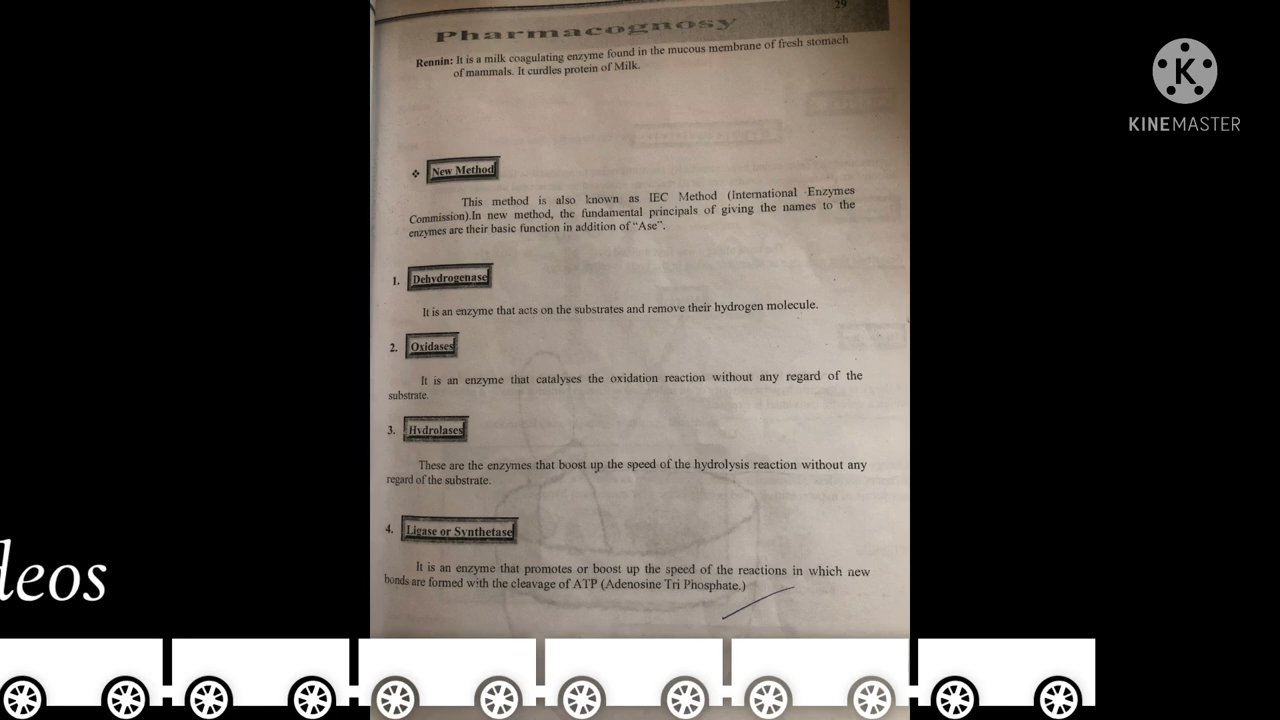 29
Pharmacognosy
Rennin: It is a milk coagulating enzyme found in the mucous membrane of fresh stomach
of mammals. It curdles protein of Milk.
K
KINEMASTER
❖ New Method
This method is also known as IEC Method (International Enzymes
Commission).In new method, the fundamental principals of giving the names to the
enzymes are their basic function in addition of “Ase”.
1. Dehydrogenase
It is an enzyme that acts on the substrates and remove their hydrogen molecule.
2. Oxidases
It is an enzyme that catalyses the oxidation reaction without any regard of the
substrate.
3. Hydrolases
These are the enzymes that boost up the speed of the hydrolysis reaction without any
regard of the substrate.
4. Ligase or Synthetase
It is an enzyme that promotes or boost up the speed of the reactions in which new
bonds are formed with the cleavage of ATP (Adenosine Tri Phosphate.)
deos